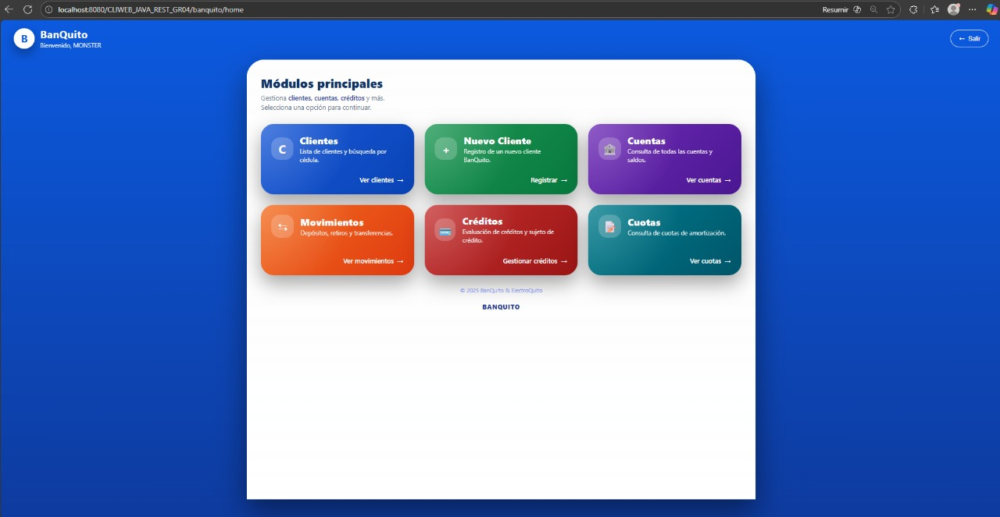 localhost:8080/CLIWEB_JAVA_REST_GR04/banquito/home
Resumir
B
BanQuito
Bienvenido, MONSTER
← Salir
Módulos principales
Gestiona clientes, cuentas, créditos y más.
Selecciona una opción para continuar.
C
Clientes
Lista de clientes y búsqueda por
cédula.
Ver clientes →
+
Nuevo Cliente
Registro de un nuevo cliente
BanQuito.
Registrar →
Cuentas
Consulta de todas las cuentas y
saldos.
Ver cuentas →
Movimientos
Depósitos, retiros y transferencias.
Ver movimientos →
Créditos
Evaluación de créditos y sujeto de
crédito.
Gestionar créditos →
Cuotas
Consulta de cuotas de amortización.
Ver cuotas →
© 2025 BanQuito & ElectroQuito
BANQUITO